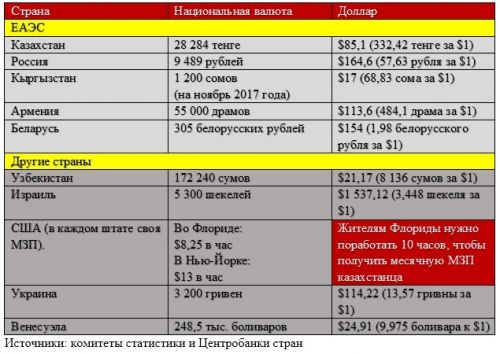 Страна Национальная валюта Доллар
ЕАЭС
Казахстан 28 284 тенге $85,1 (332,42 тенге за $1)
Россия 9 489 рублей $164,6 (57,63 рубля за $1)
Кыргызстан 1 200 сомов $17 (68,83 сома за $1)
(на ноябрь 2017 года)
Армения 55 000 драмов $113,6 (484,1 драма за $1)
Беларусь 305 белорусских рублей $154 (1,98 белорусского
рубля за $1)
Другие страны
Узбекистан 172 240 сумов $21,17 (8 136 сумов за $1)
Израиль 5 300 шекелей $1 537,12 (3,448 шекеля за
$1)
США (в каждом штате своя Во Флориде: Жителям Флориды нужно
МЗП). $8,25 в час поработать 10 часов, чтобы
В Нью-Йорке: получить месячную МЗП
$13 в час казахстанца
Украина 3 200 гривен $114,22 (13,57 гривны за
$1)
Венесуэла 248,5 тыс. боливаров $24,91 (9,975 боливара к $1)
Источники: комитеты статистики и Центробанки стран